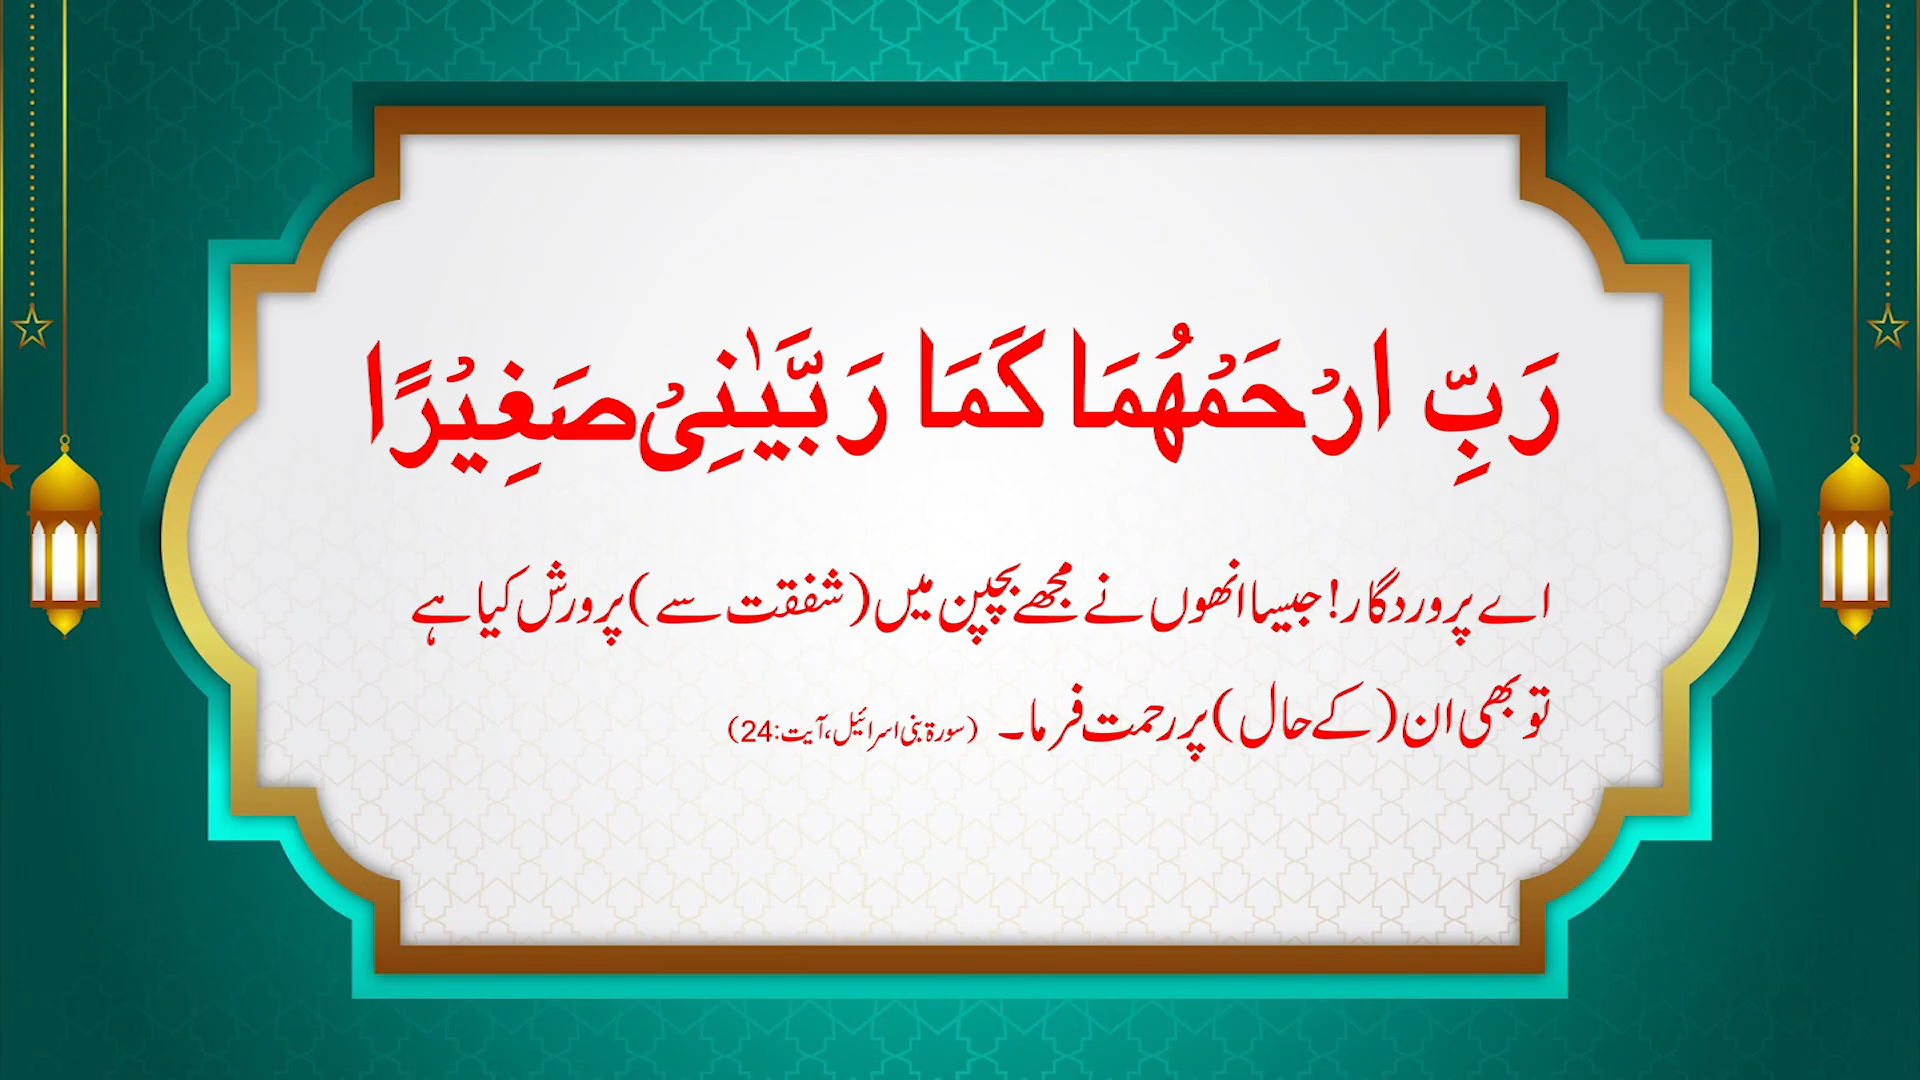 رَبِّ ارْحَمْهُمَا كَمَا رَبَّيٰنِيْ صَغِيْرًا
اے پروردگار! جیسا انھوں نے مجھے بچپن میں (شفقت سے) پرورش کیا ہے
تو بھی ان (کے حال) پر رحمت فرما۔ (سورۃ بنی اسرائیل، آیت:24)